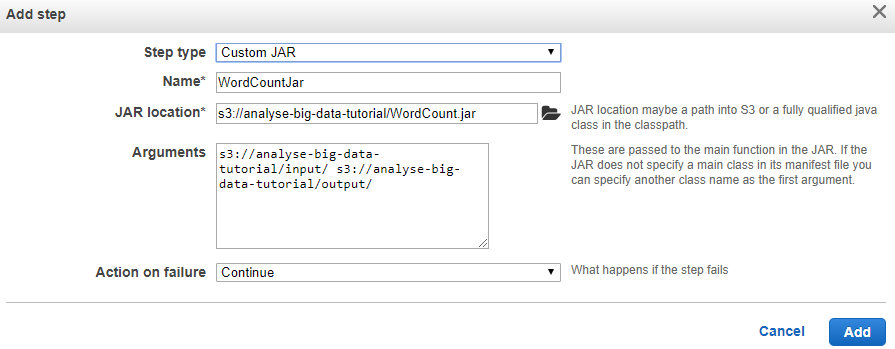 Add step
Step type Custom JAR
Name* WordCountJar
JAR location* s3://analyse-big-data-tutorial/WordCount.jar JAR location maybe a path into S3 or a fully qualified java
class in the classpath.
Arguments s3://analyse-big-data- These are passed to the main function in the JAR. If the
tutorial/input/ s3://analyse-big- JAR does not specify a main class in its manifest file you
data-tutorial/output/ can specify another class name as the first argument.
Action on failure Continue What happens if the step fails
Cancel Add